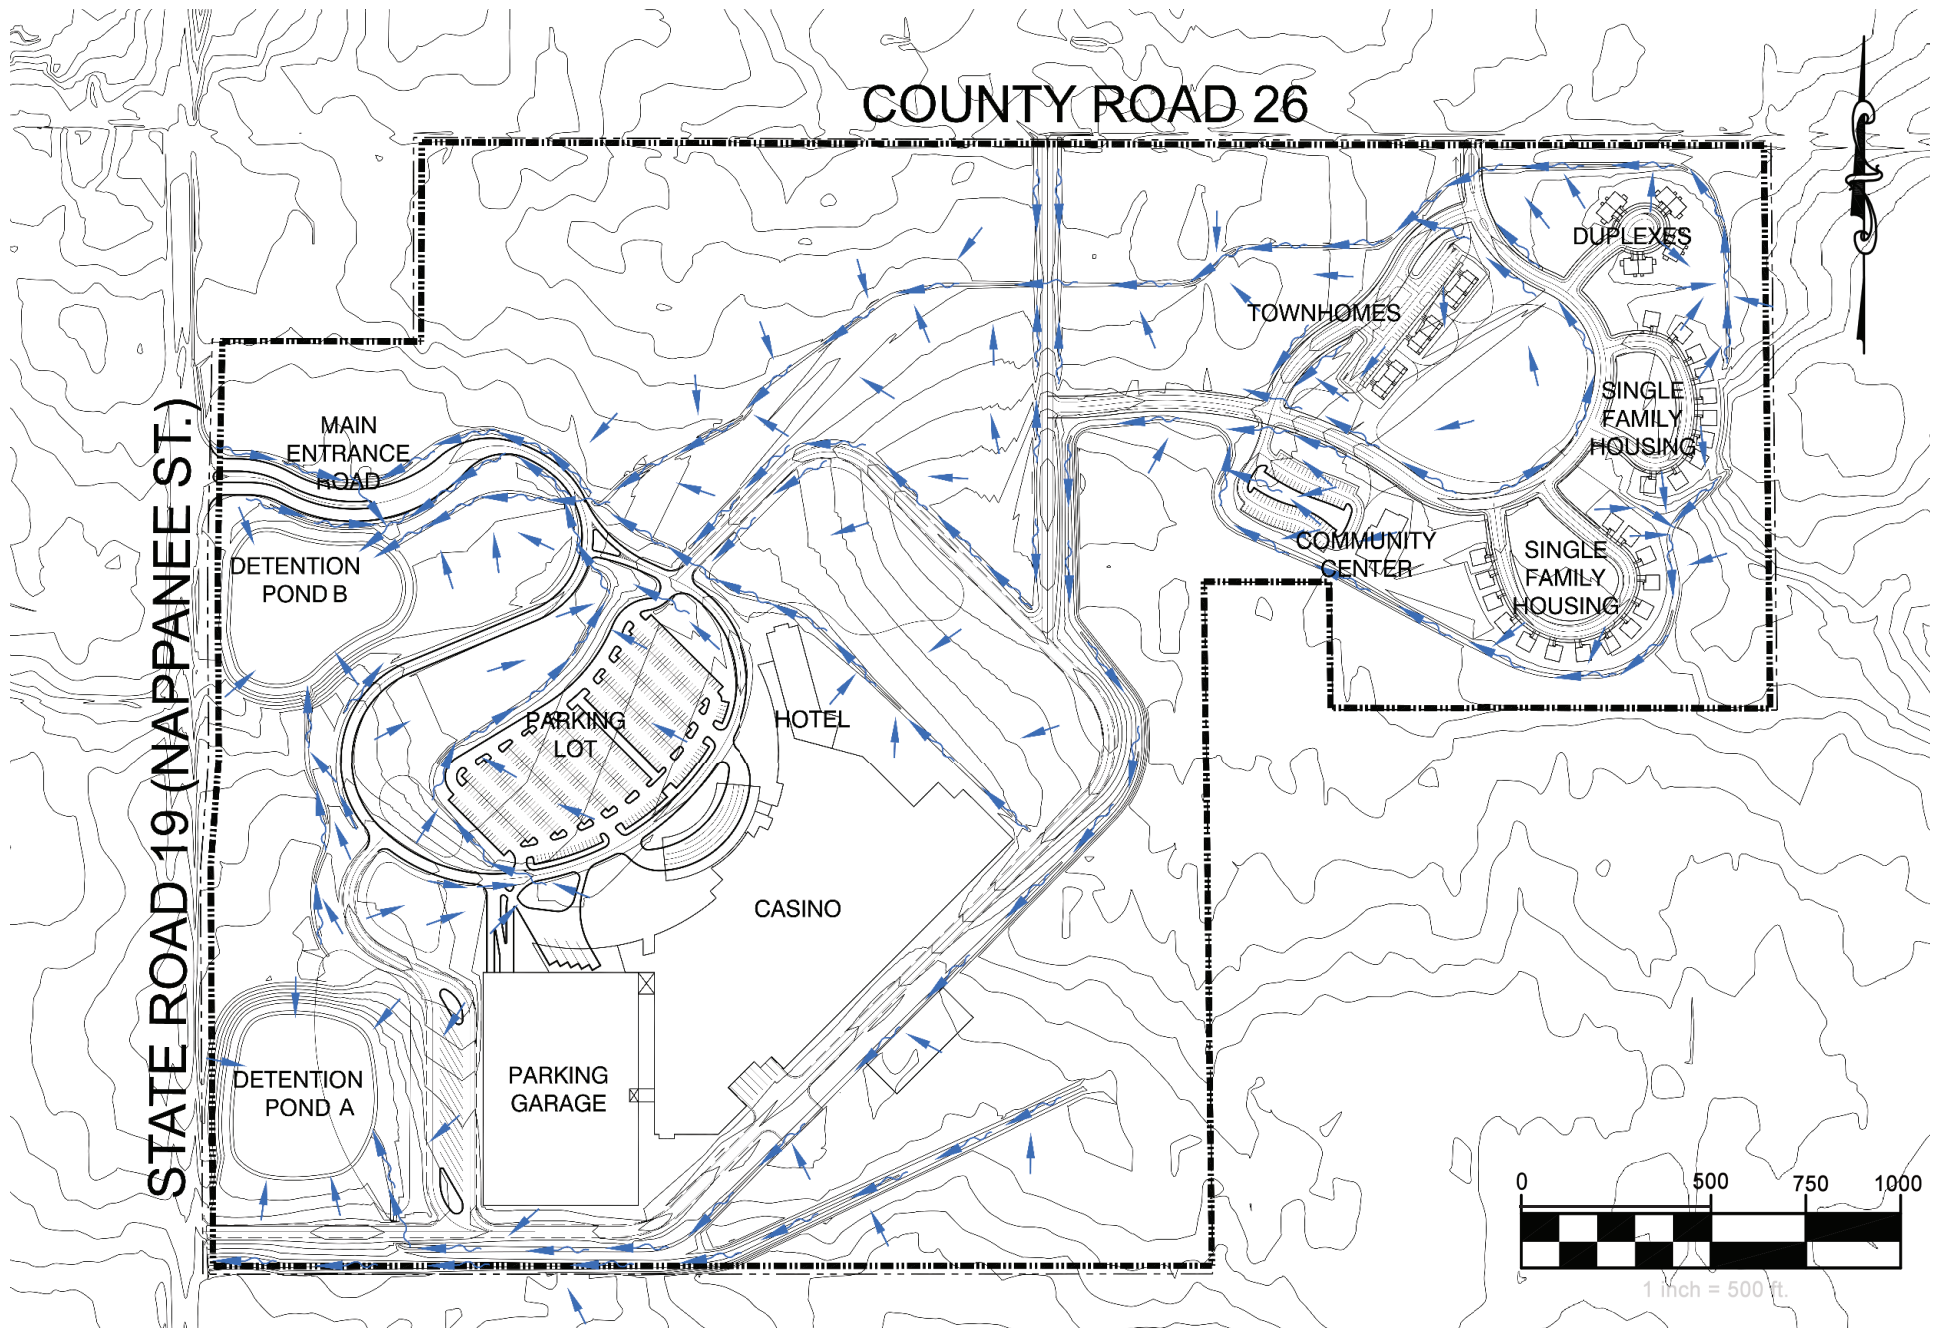 COUNTY ROAD 26
DUPLEXES
TOWNHOMES
SINGLE
FAMILY
HOUSING
MAIN
ENTRANCE
ROAD
STATE ROAD 19 (NAPPANEE ST.)
COMMUNITY
CENTER
SINGLE
FAMILY
HOUSING
DETENTION
POND B
PARKING
LOT
HOTEL
CASINO
DETENTION
POND A
PARKING
GARAGE
0 500 750 1000
1 inch = 500 ft.